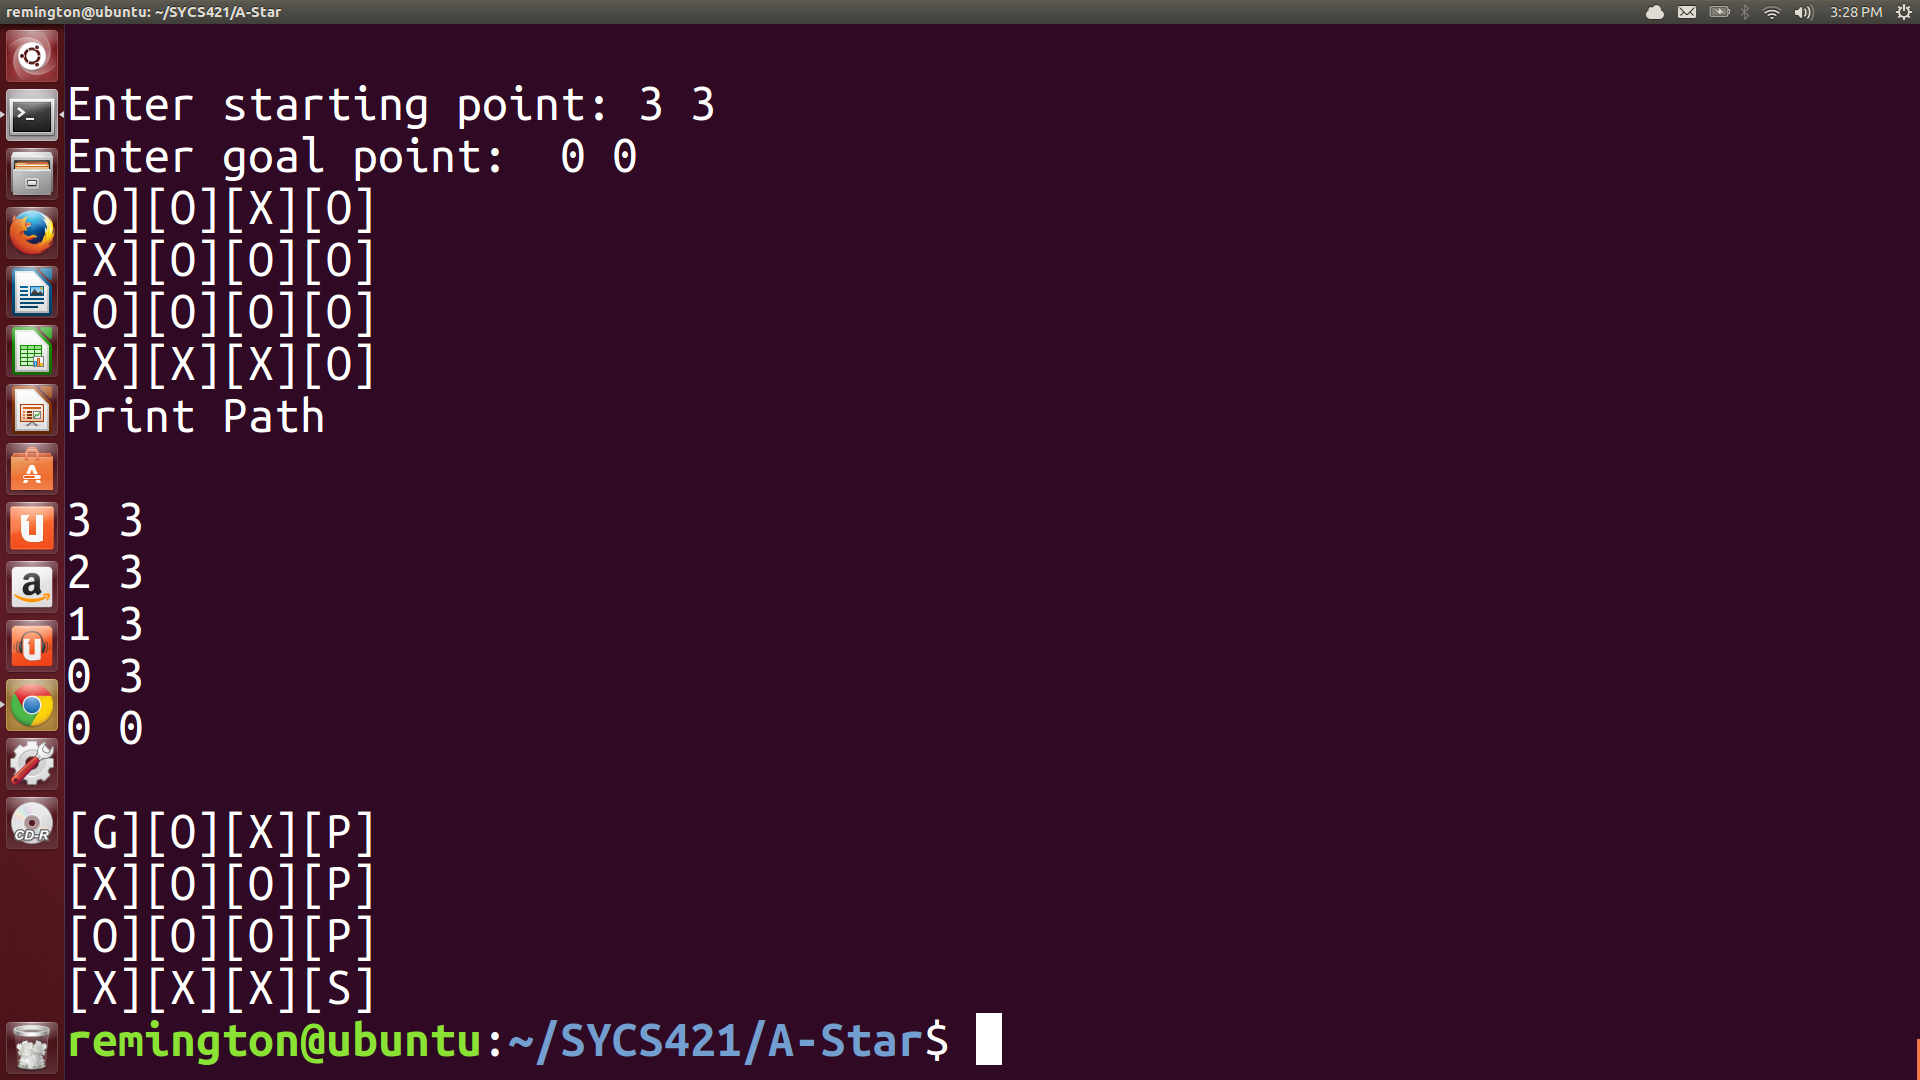 remington@ubuntu: ~/SYCS421/A-Star
3:28 PM
Enter starting point: 3 3
Enter goal point:  0 0
[O][O][X][O]
[X][O][O][O]
[O][O][O][O]
[X][X][X][O]
Print Path
3 3
2 3
1 3
0 3
0 0
[G][O][X][P]
[X][O][O][P]
[O][O][O][P]
[X][X][X][S]
remington@ubuntu:~/SYCS421/A-Star$
CD-R